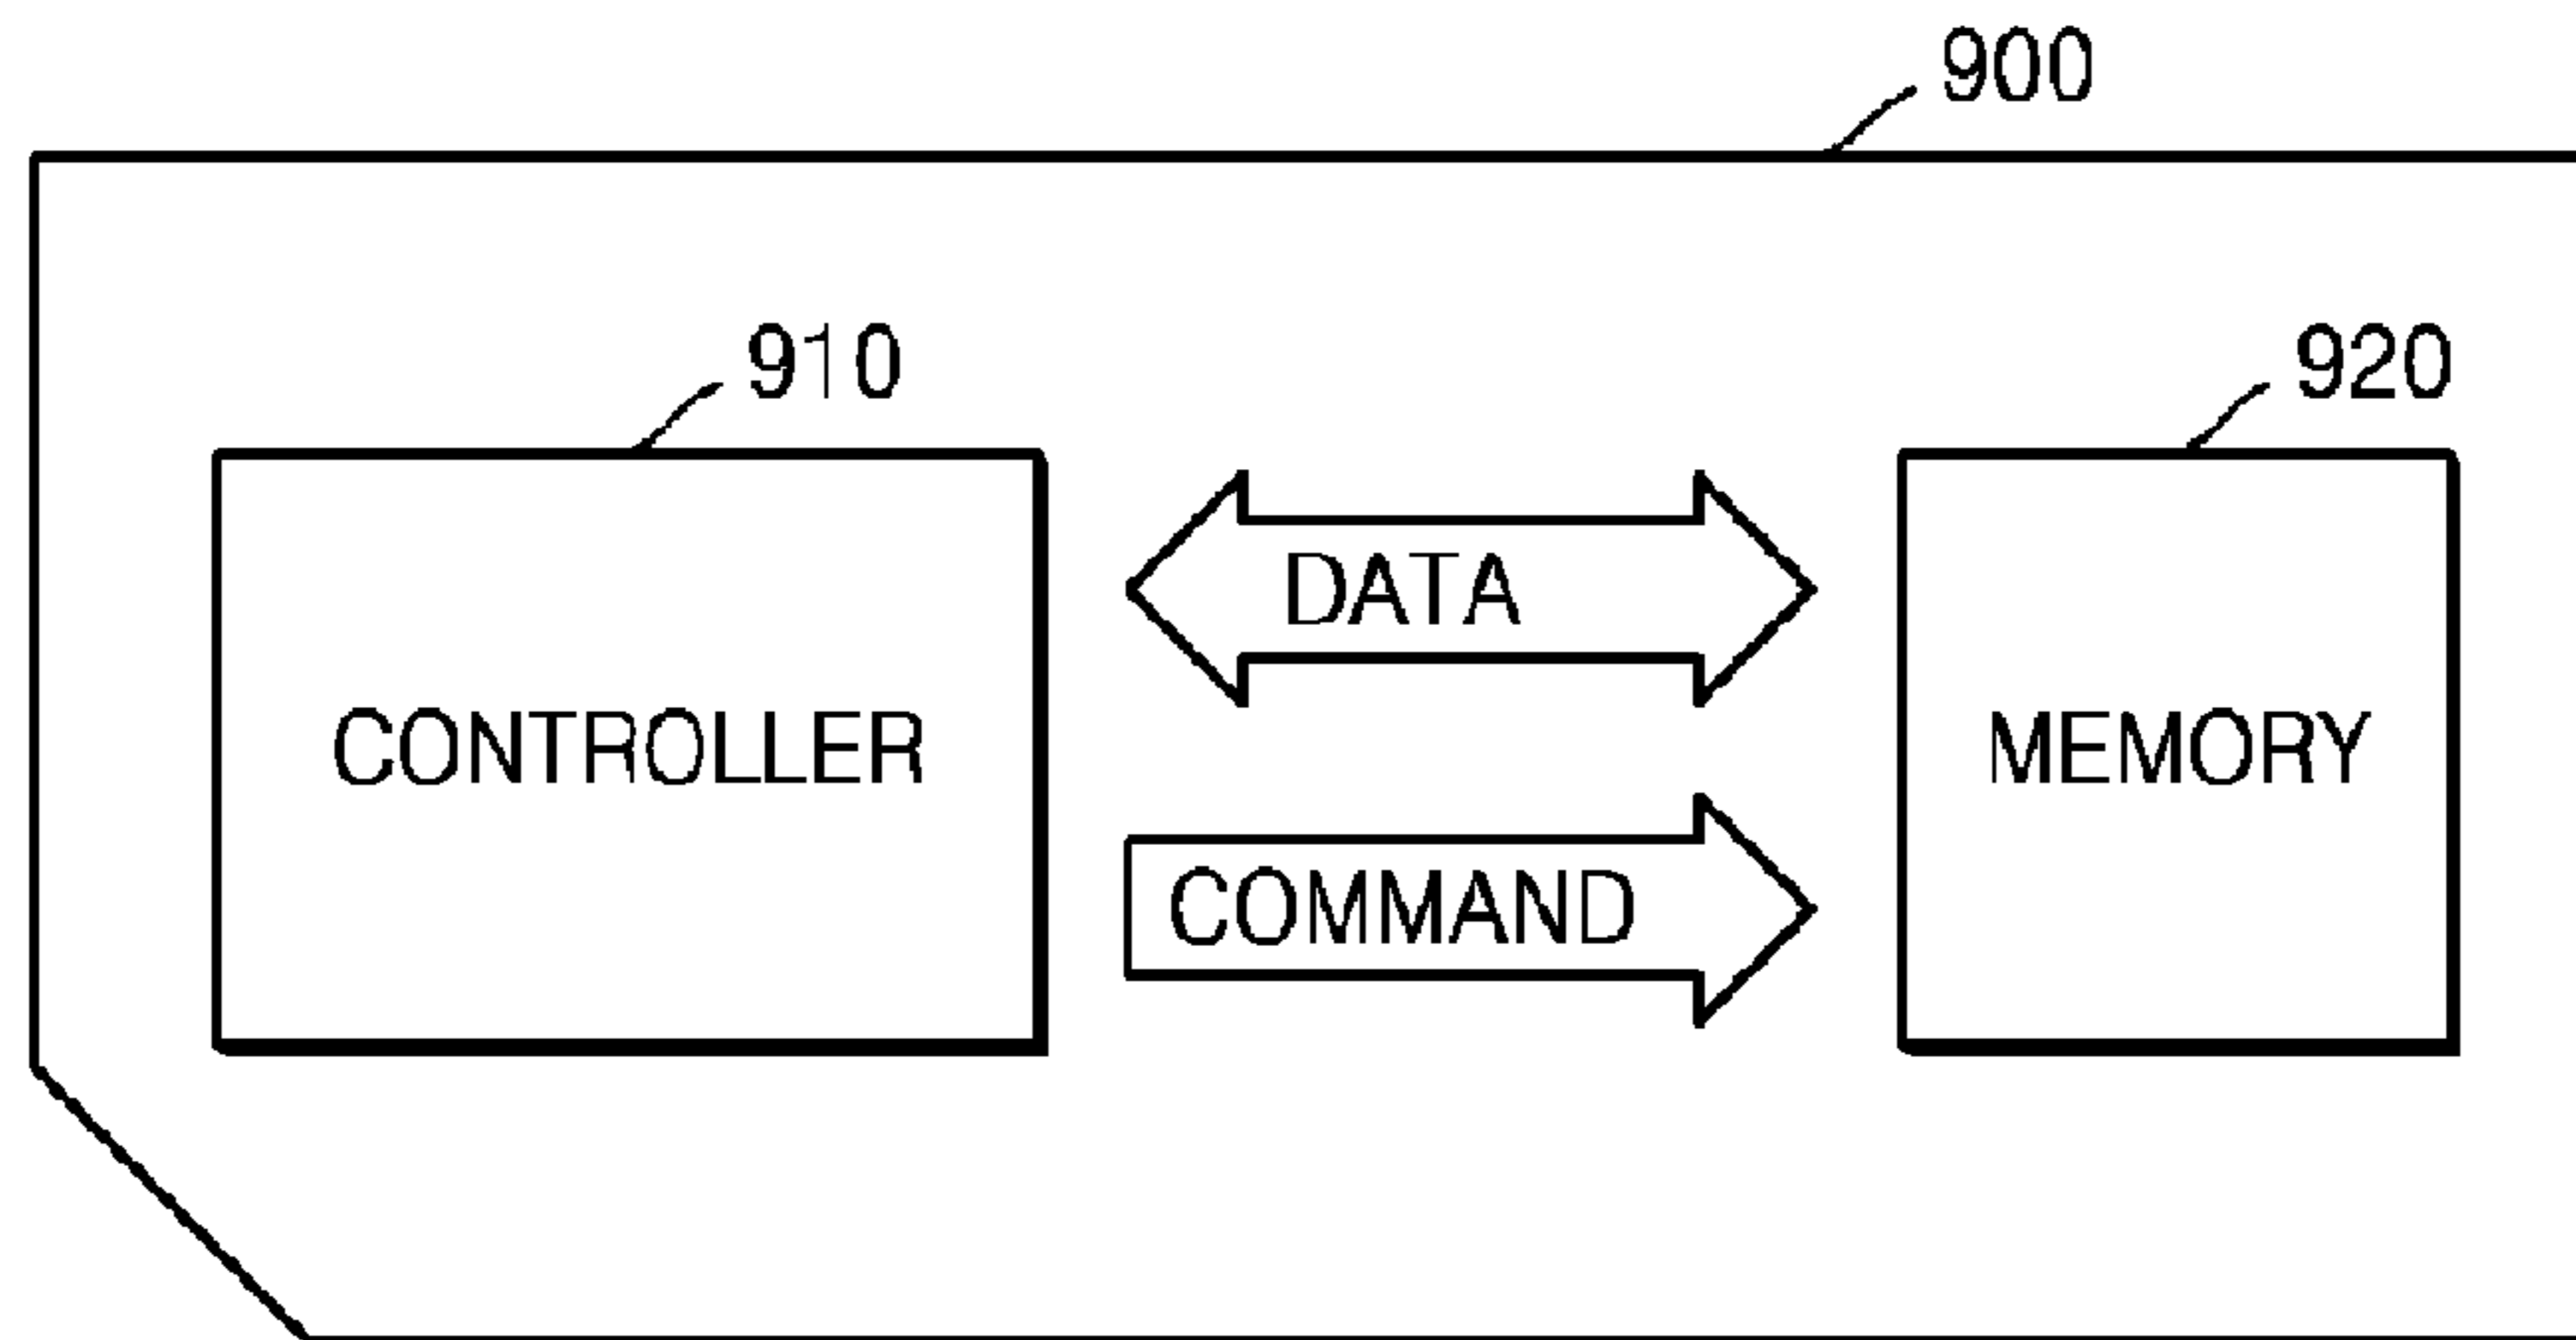 900
910
920
DATA
CONTROLLER
MEMORY
COMMAND